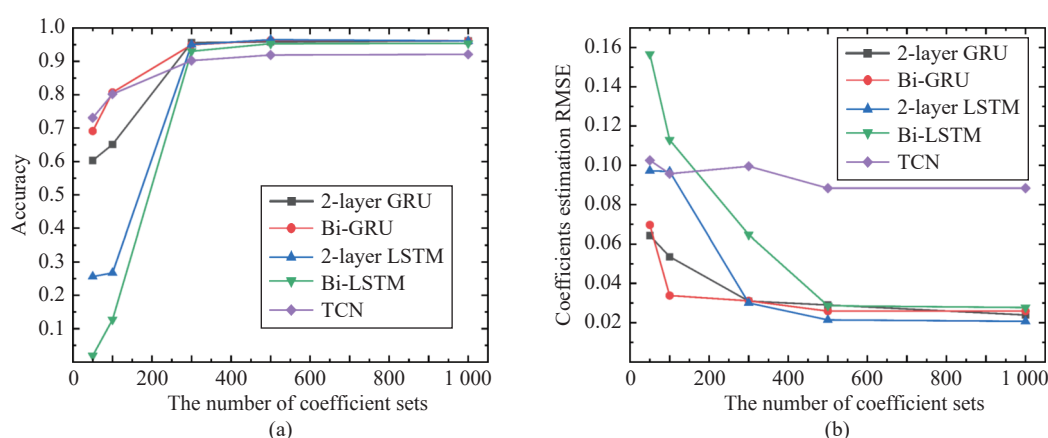 1.0
0.9
0.8
0.7
0.6
0.5
0.4
0.3
0.2
0.1
Accuracy
2-layer GRU
Bi-GRU
2-layer LSTM
Bi-LSTM
TCN
0 200 400 600 800 1 000
The number of coefficient sets
(a)
0.16
0.14
0.12
0.10
0.08
0.06
0.04
0.02
Coefficients estimation RMSE
2-layer GRU
Bi-GRU
2-layer LSTM
Bi-LSTM
TCN
0 200 400 600 800 1 000
The number of coefficient sets
(b)